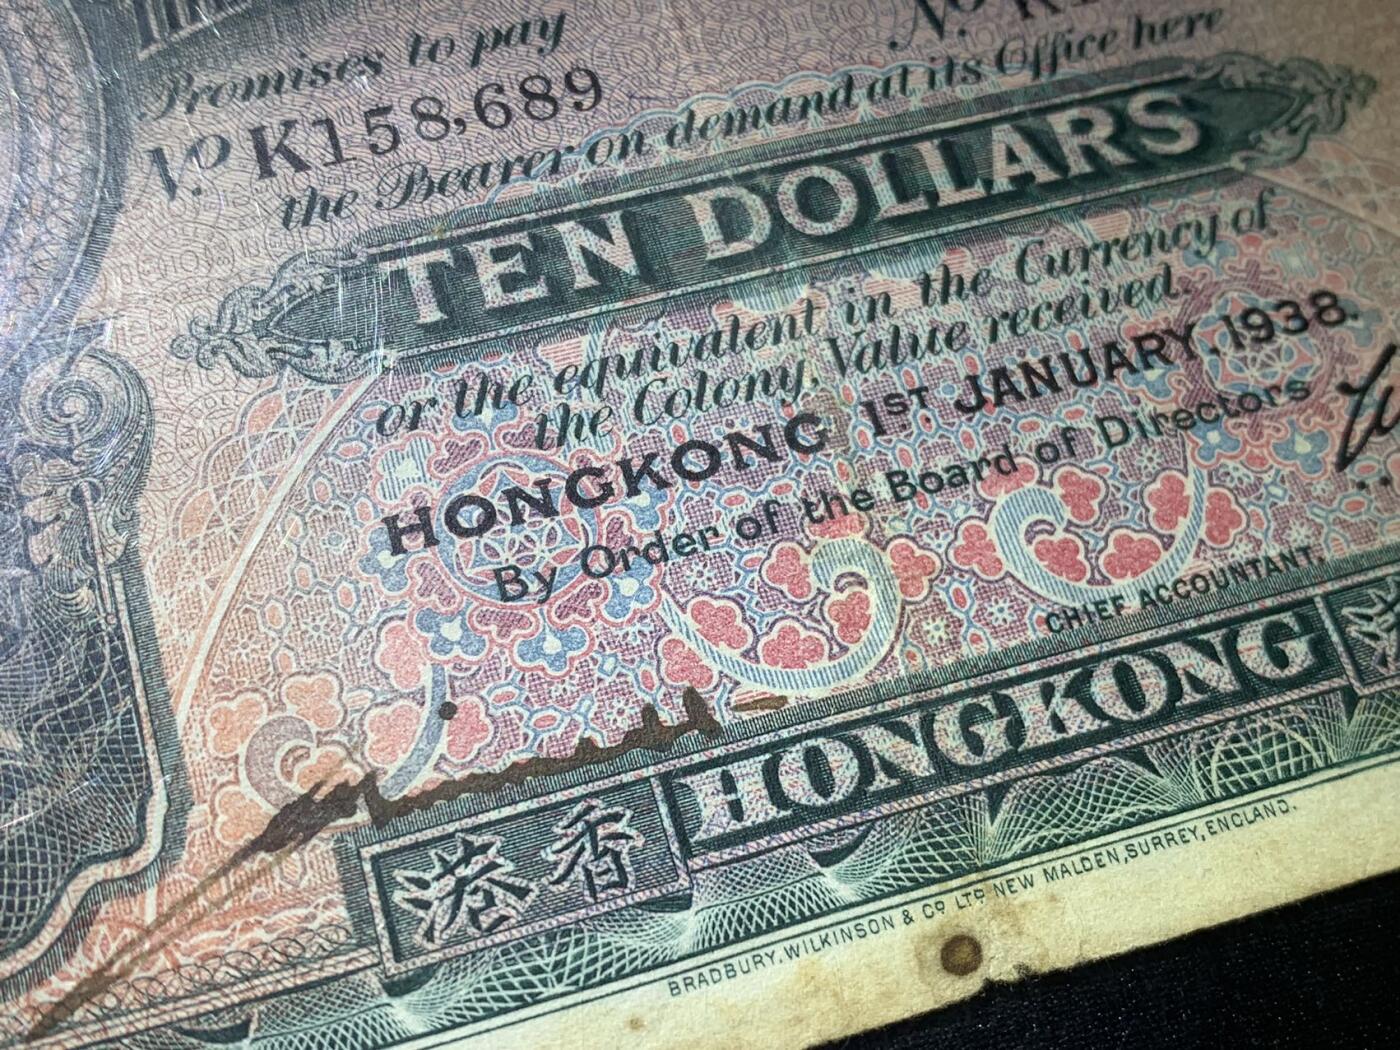 Promises to pay
No K158,689
the Bearer on demand at its Office here
TEN DOLLARS
or the equivalent in the Currency of
the Colony, Value received.
HONGKONG 1ST JANUARY, 1938.
By Order of the Board of Directors
CHIEF ACCOUNTANT.
港香 HONGKONG
BRADBURY, WILKINSON & Co LTD NEW MALDEN, SURREY, ENGLAND.